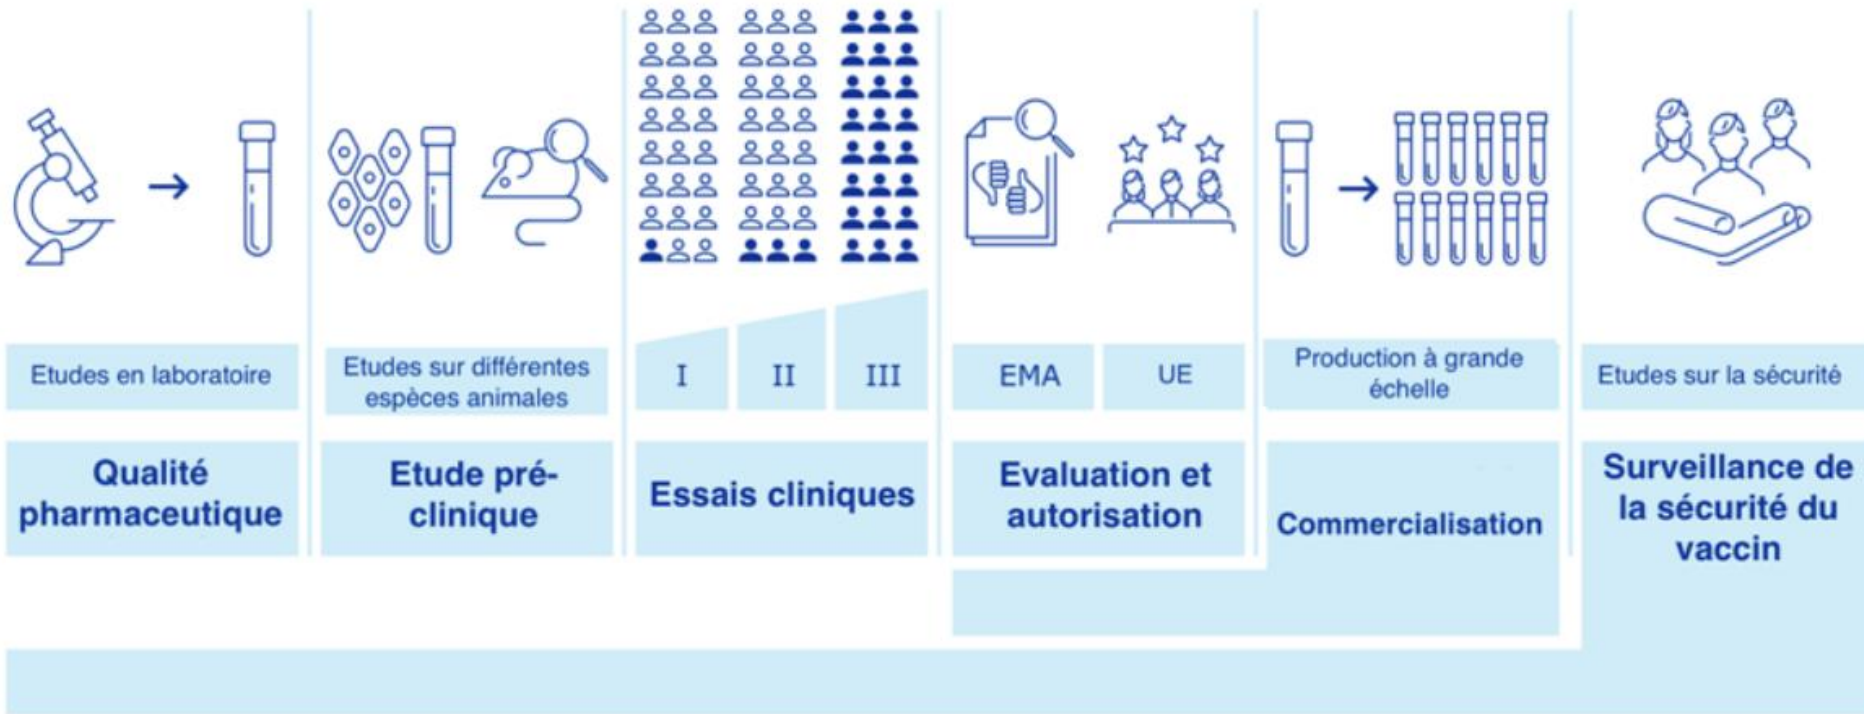 Etudes en laboratoire
Etudes sur différentes
espèces animales
I
II
III
EMA
UE
Production à grande
échelle
Etudes sur la sécurité
Qualité
pharmaceutique
Etude pré-
clinique
Essais cliniques
Evaluation et
autorisation
Commercialisation
Surveillance de
la sécurité du
vaccin